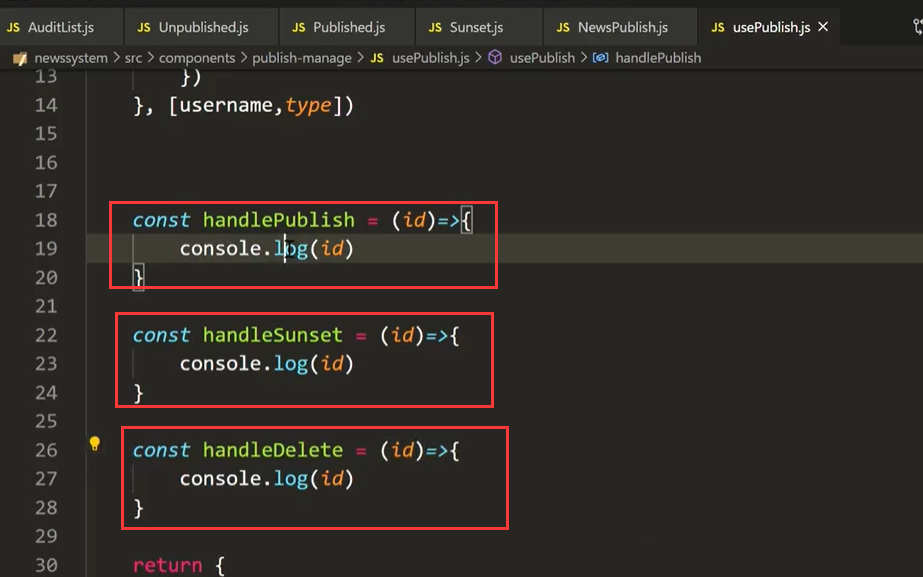 JS AuditList.js JS Unpublished.js JS Published.js JS Sunset.js JS NewsPublish.js JS usePublish.js
newssystem > src > components > publish-manage > JS usePublish.js > usePublish > handlePublish
13 })
14 }, [username,type])
15
16
17
18 const handlePublish = (id)=>{
19 console.log(id)
20 }
21
22 const handleSunset = (id)=>{
23 console.log(id)
24 }
25
26 const handleDelete = (id)=>{
27 console.log(id)
28 }
29
30 return {